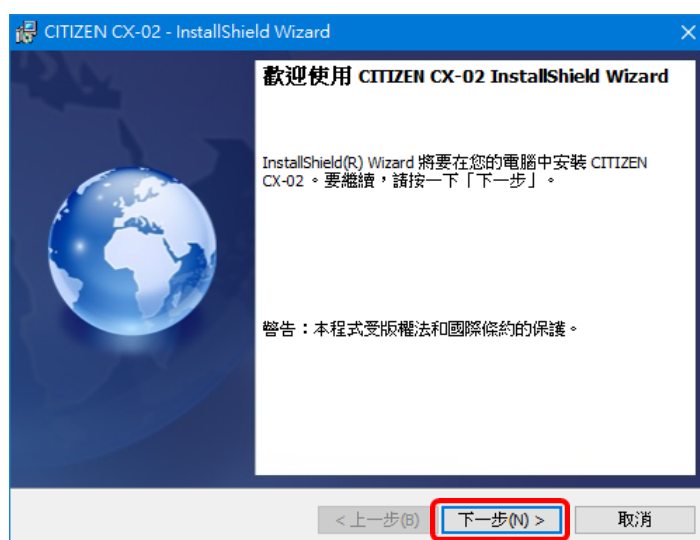 CITIZEN CX-02 - InstallShield Wizard
歡迎使用 CITIZEN CX-02 InstallShield Wizard
InstallShield(R) Wizard 將要在您的電腦中安裝 CITIZEN
CX-02 。要繼續，請按一下「下一步」。
警告：本程式受版權法和國際條約的保護。
< 上一步(B)
下一步(N) >
取消